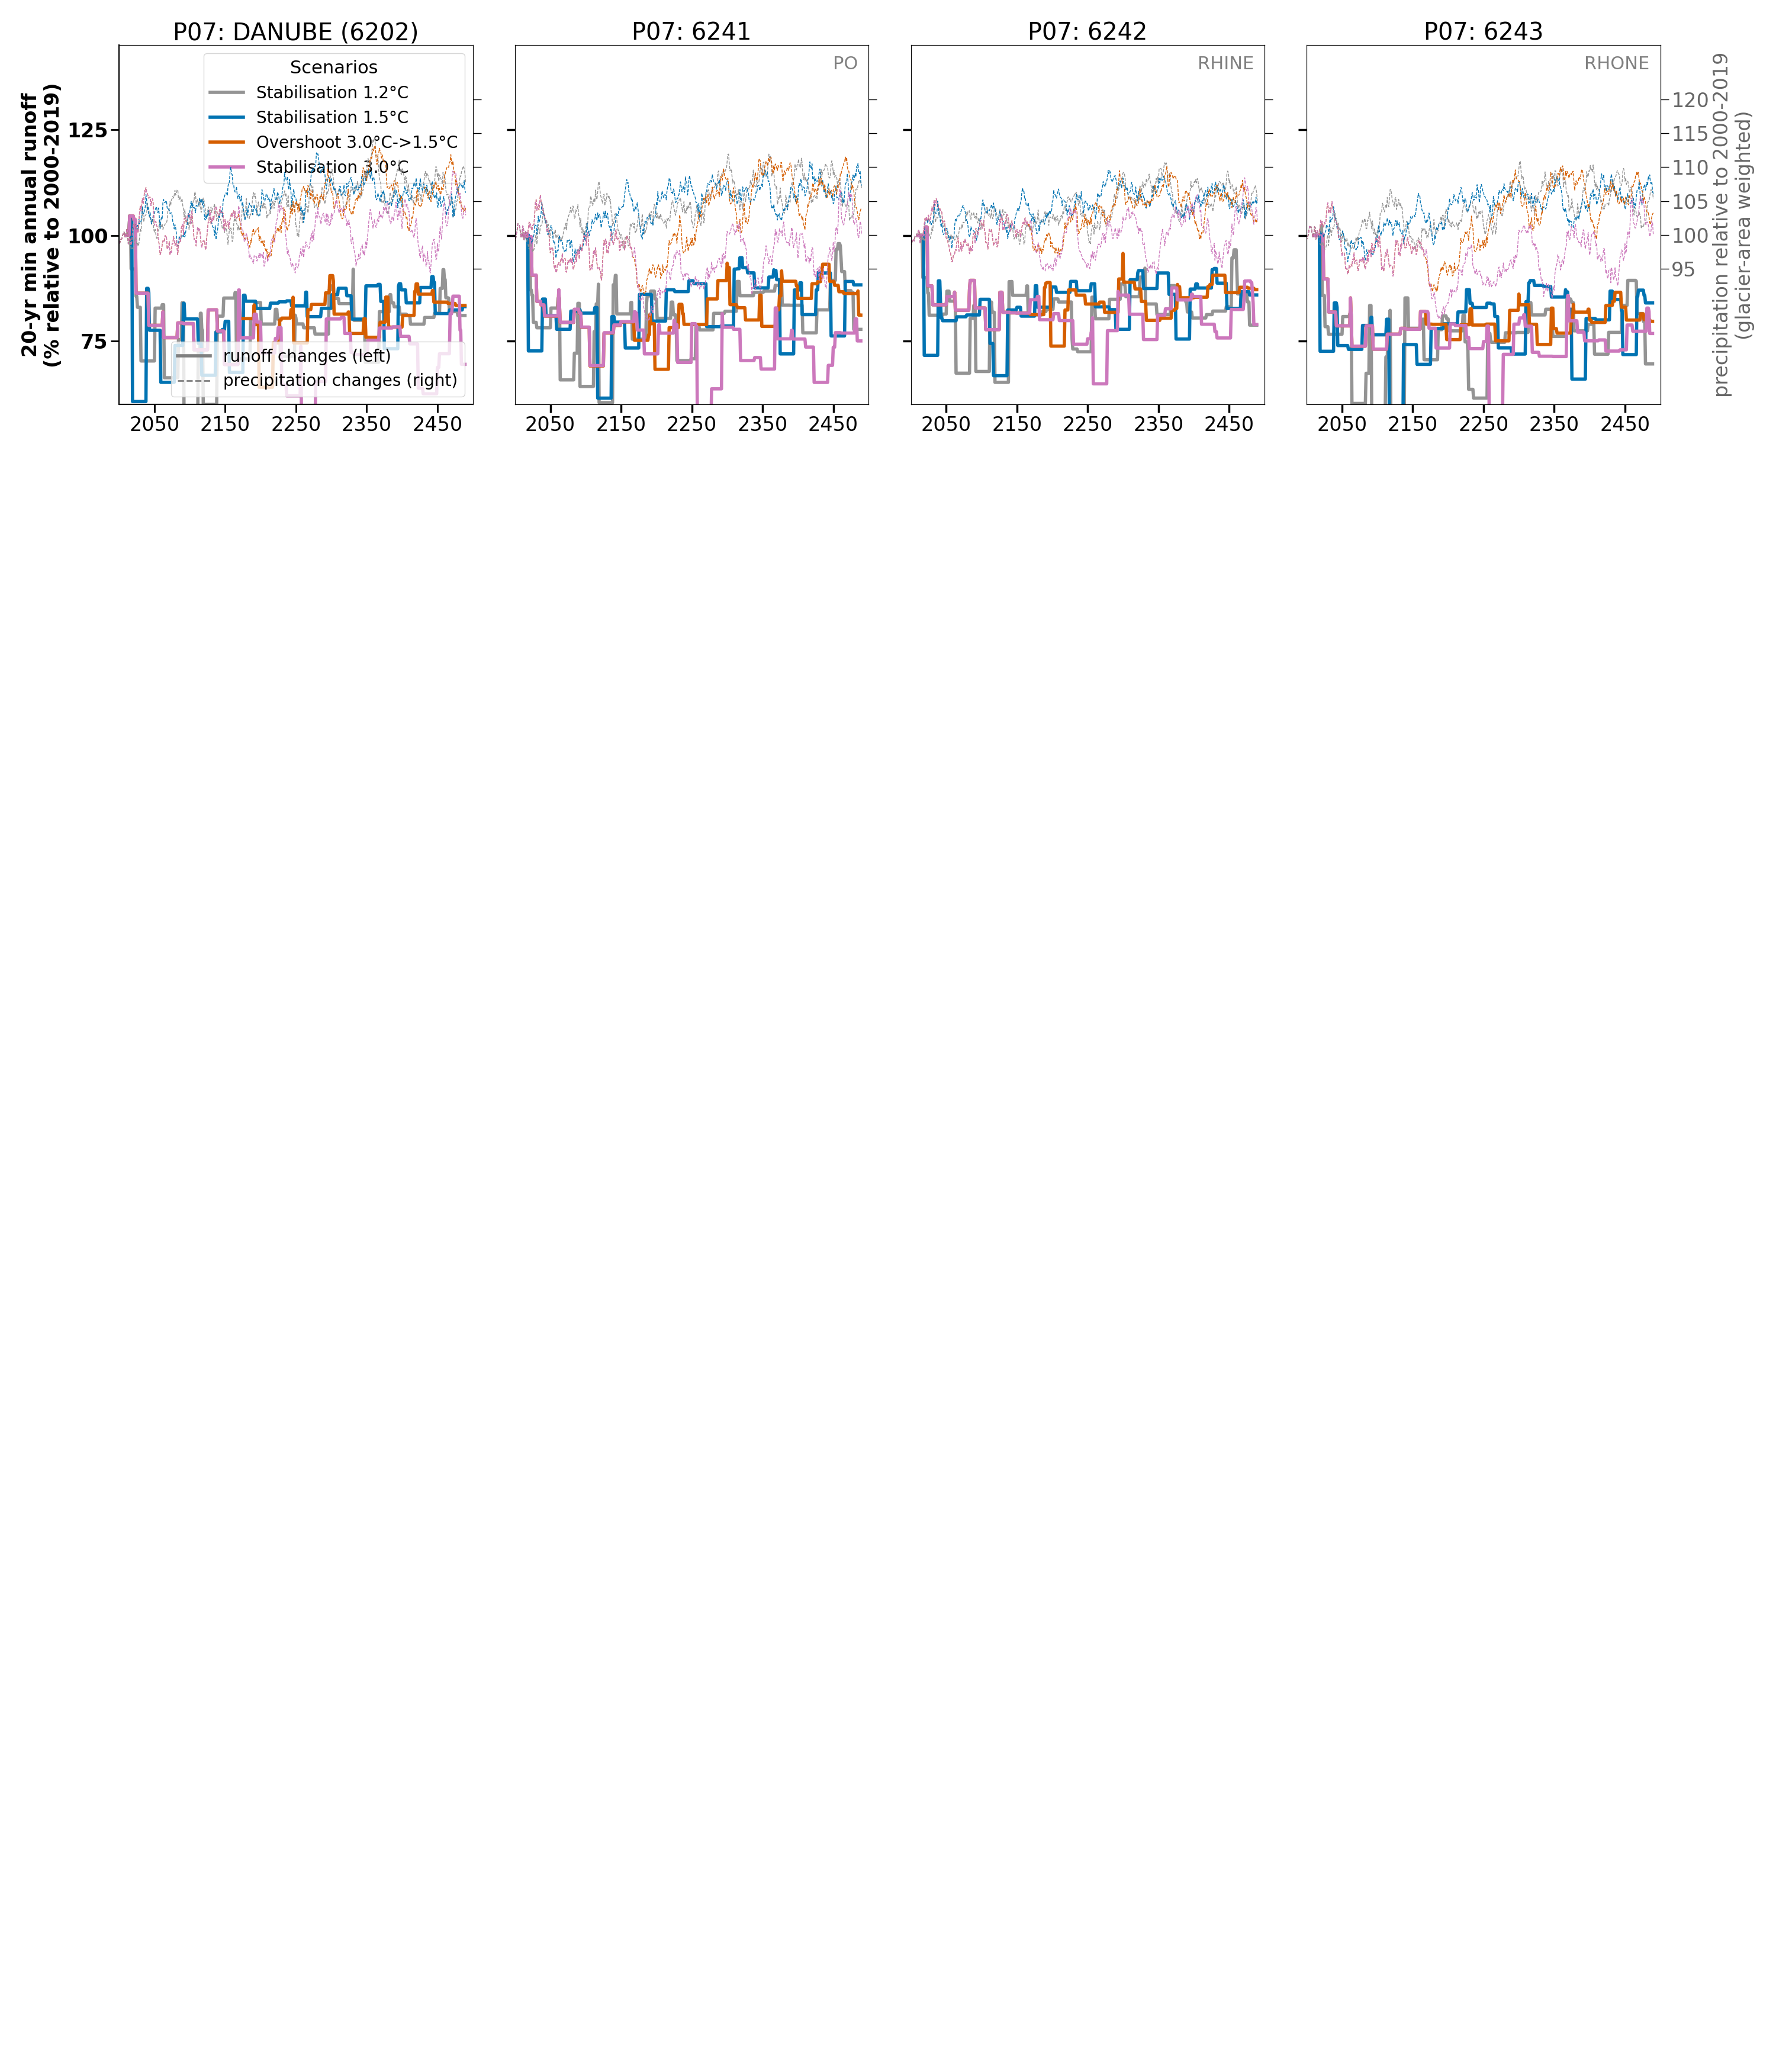 P07: DANUBE (6202)
P07: 6241
P07: 6242
P07: 6243
20-yr min annual runoff
(% relative to 2000-2019)
125
100
75
Scenarios
Stabilisation 1.2°C
Stabilisation 1.5°C
Overshoot 3.0°C->1.5°C
Stabilisation 3.0°C
runoff changes (left)
precipitation changes (right)
PO
RHINE
RHONE
120
115
110
105
100
95
precipitation relative to 2000-2019
(glacier-area weighted)
2050 2150 2250 2350 2450
2050 2150 2250 2350 2450
2050 2150 2250 2350 2450
2050 2150 2250 2350 2450